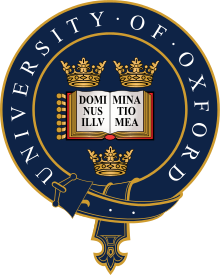 UNIVERSITY · OF · OXFORD
DOMI
NUS
ILLV
MINA
TIO
MEA